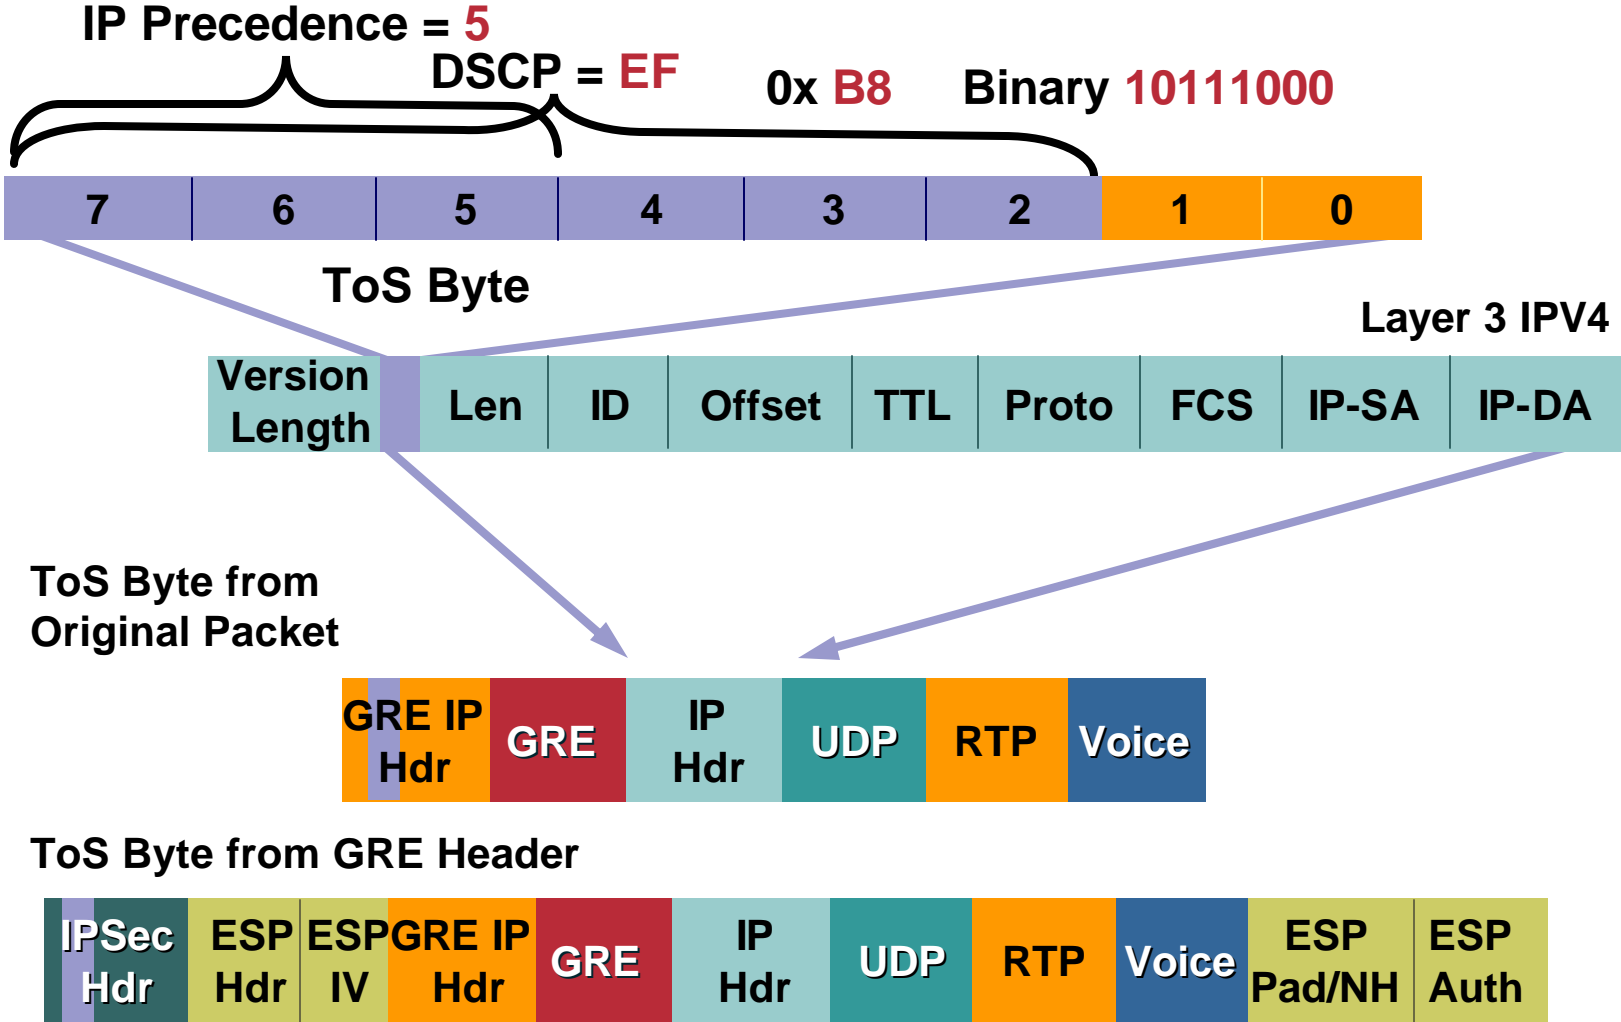 IP Precedence = 5
DSCP = EF
0x B8 Binary 10111000
7 6 5 4 3 2 1 0
ToS Byte
Layer 3 IPV4
Version
Length
Len ID Offset TTL Proto FCS IP-SA IP-DA
ToS Byte from
Original Packet
GRE IP
Hdr
GRE
IP
Hdr
UDP
RTP
Voice
ToS Byte from GRE Header
IPSec
Hdr
ESP
Hdr
ESP
IV
GRE IP
Hdr
GRE
IP
Hdr
UDP
RTP
Voice
ESP
Pad/NH
ESP
Auth